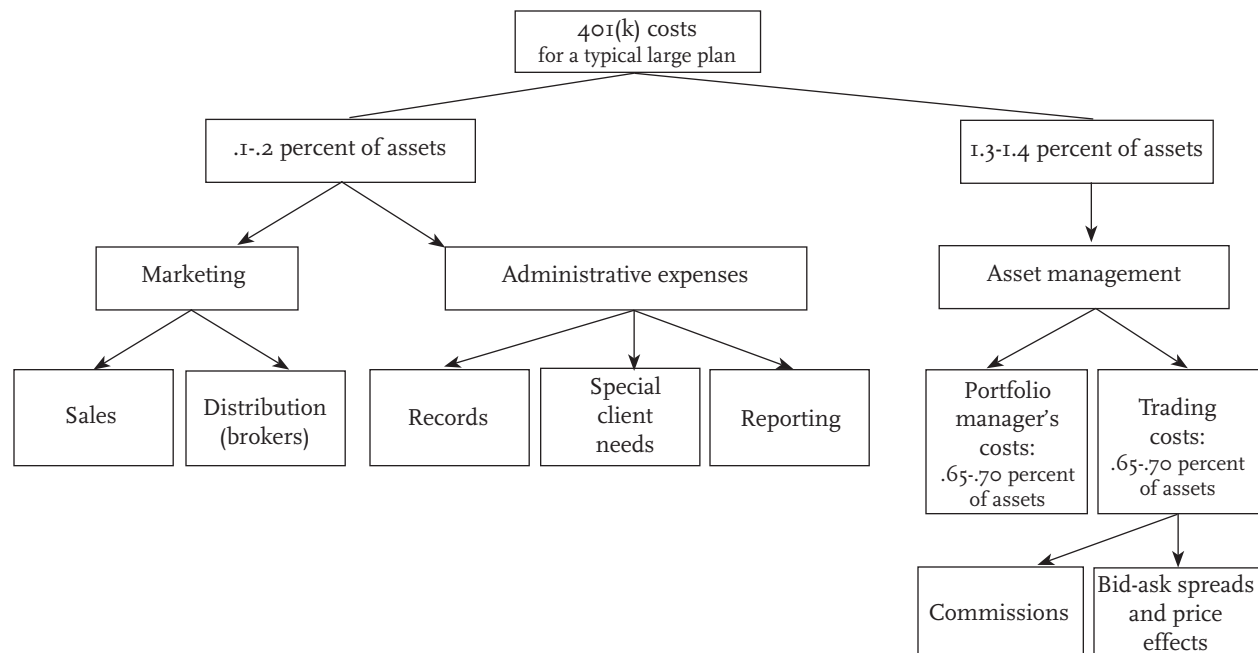 401(k) costs
for a typical large plan
.1-.2 percent of assets
1.3-1.4 percent of assets
Marketing
Administrative expenses
Asset management
Sales
Distribution
(brokers)
Records
Special
client
needs
Reporting
Portfolio
manager's
costs:
.65-.70 percent
of assets
Trading
costs:
.65-.70 percent
of assets
Commissions
Bid-ask spreads
and price
effects